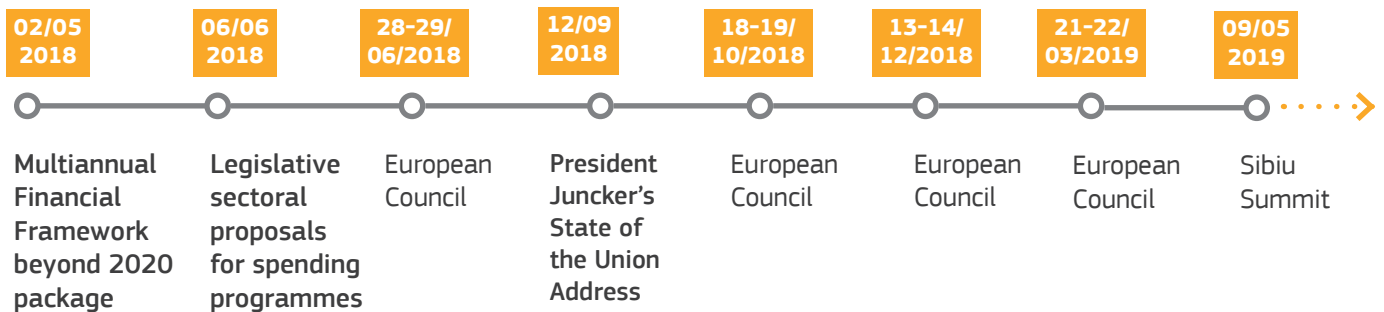 02/05
2018
06/06
2018
28-29/
06/2018
12/09
2018
18-19/
10/2018
13-14/
12/2018
21-22/
03/2019
09/05
2019
Multiannual
Financial
Framework
beyond 2020
package
Legislative
sectoral
proposals
for spending
programmes
European
Council
President
Juncker’s
State of
the Union
Address
European
Council
European
Council
European
Council
Sibiu
Summit